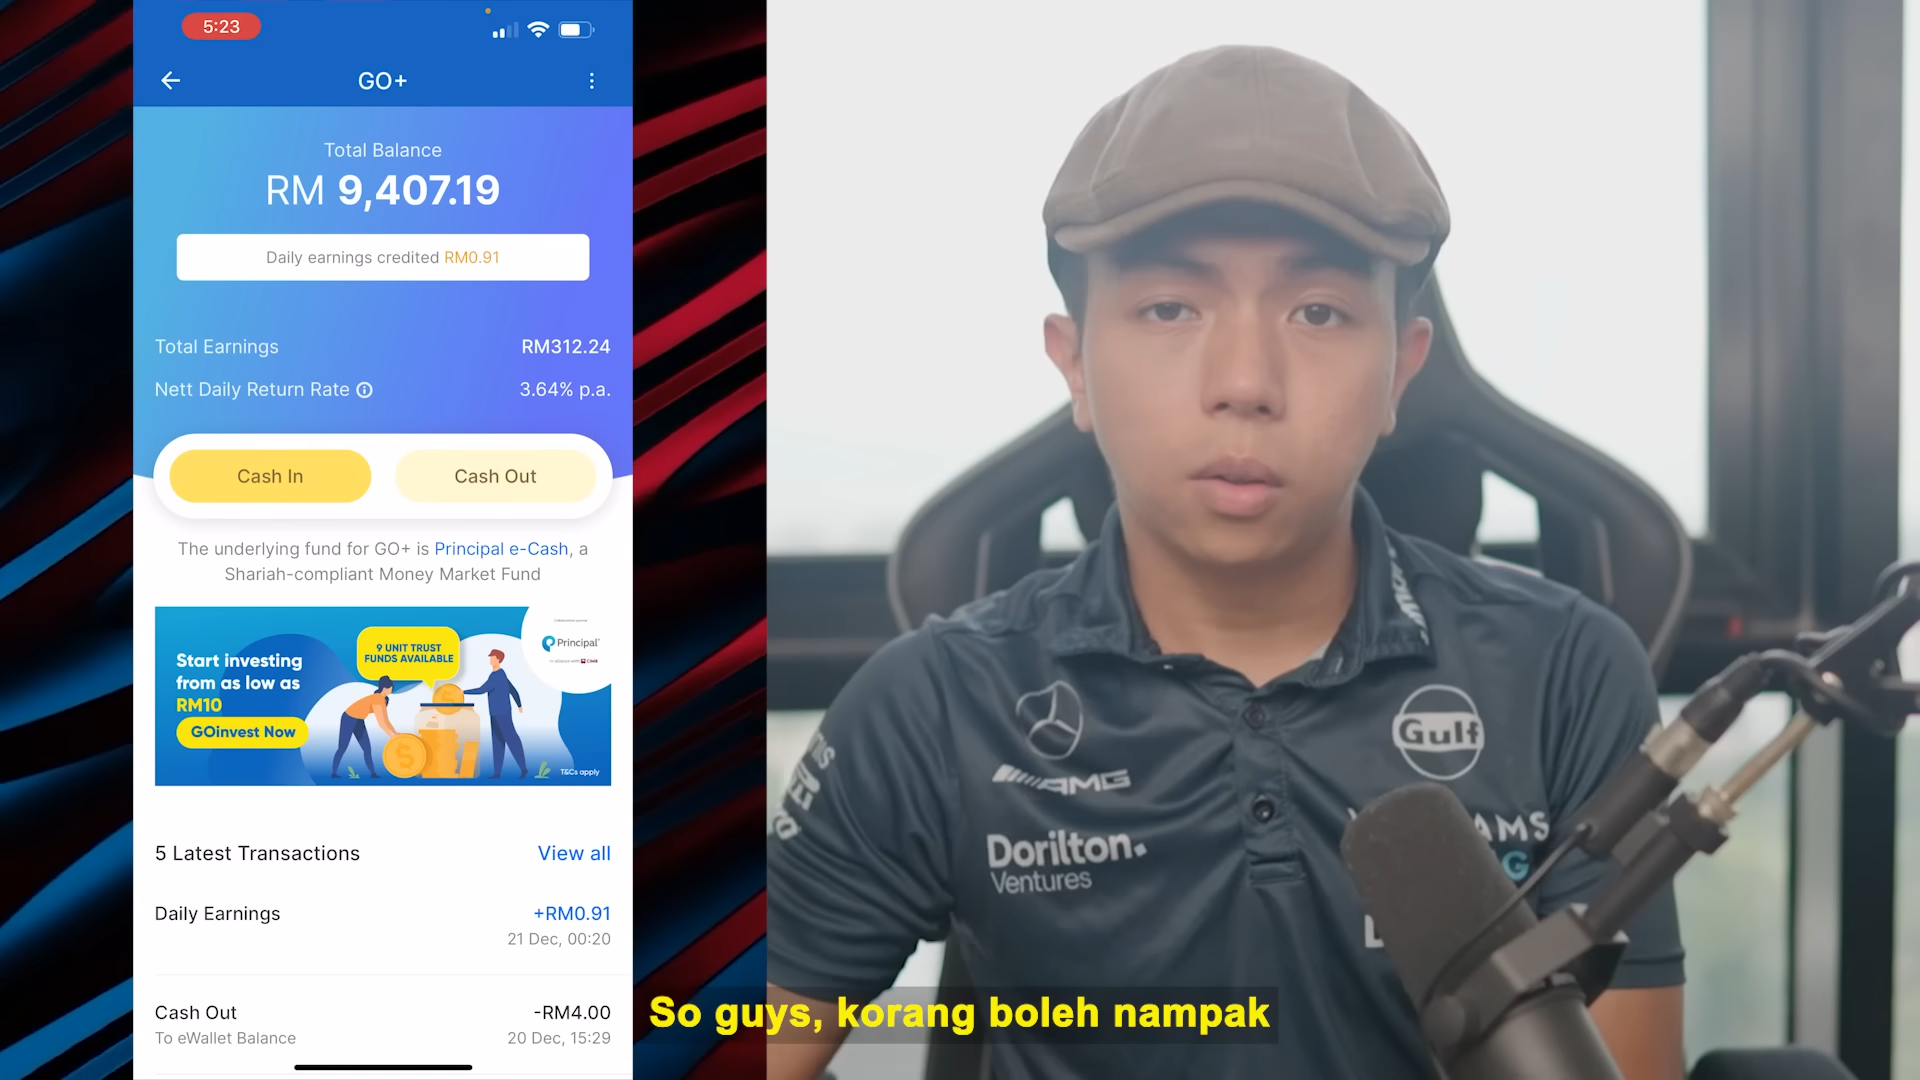 5:23
GO+
Total Balance
RM 9,407.19
Daily earnings credited RM0.91
Total Earnings
RM312.24
Nett Daily Return Rate
3.64% p.a.
Cash In
Cash Out
The underlying fund for GO+ is Principal e-Cash, a
Shariah-compliant Money Market Fund
Start investing
from as low as
RM10
GOinvest Now
9 UNIT TRUST
FUNDS AVAILABLE
Principal
T&Cs apply
5 Latest Transactions
View all
Daily Earnings
+RM0.91
21 Dec, 00:20
Cash Out
-RM4.00
To eWallet Balance
20 Dec, 15:29
AMG
Dorilton.
Ventures
Gulf
So guys, korang boleh nampak